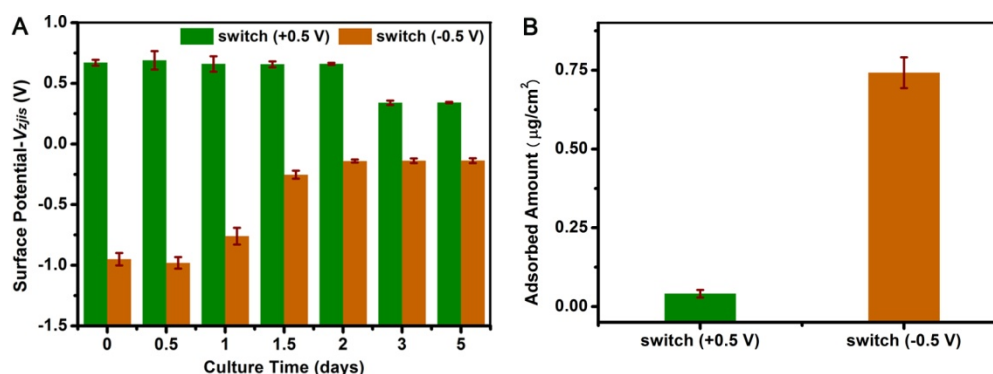 A
switch (+0.5 V)
switch (-0.5 V)
Surface Potential-Vzjis (V)
1.0
0.5
0.0
-0.5
-1.0
-1.5
0 0.5 1 1.5 2 3 5
Culture Time (days)
B
Adsorbed Amount (μg/cm²)
0.75
0.50
0.25
0.00
switch (+0.5 V) switch (-0.5 V)